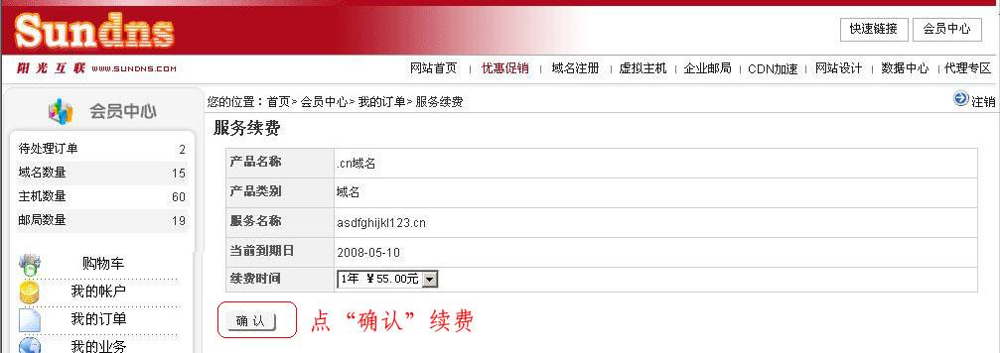 Sundns
快速链接 会员中心
阳光互联 WWW.SUNDNS.COM
网站首页 | 优惠促销 | 域名注册 | 虚拟主机 | 企业邮局 | CDN加速 | 网站设计 | 数据中心 | 代理专区
会员中心
待处理订单 2
域名数量 15
主机数量 60
邮局数量 19
购物车
我的帐户
我的订单
我的业务
您的位置：首页> 会员中心> 我的订单> 服务续费
注销
服务续费
产品名称 .cn域名
产品类别 域名
服务名称 asdfghijkl123.cn
当前到期日 2008-05-10
续费时间 1年 ￥55.00元
确 认
点“确认”续费